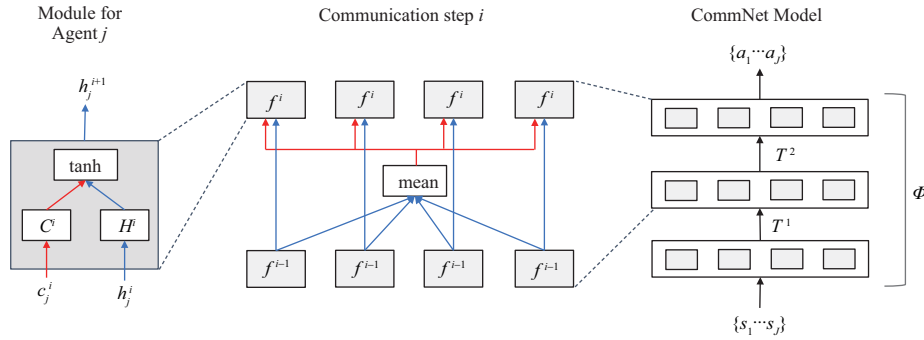 Module for
Agent j
Communication step i
CommNet Model
h_j^{i+1}
tanh
C^i
H^i
c_j^i
h_j^i
f^i
f^i
f^i
f^i
mean
f^{i-1}
f^{i-1}
f^{i-1}
f^{i-1}
{a_1···a_J}
T^2
T^1
Φ
{s_1···s_J}